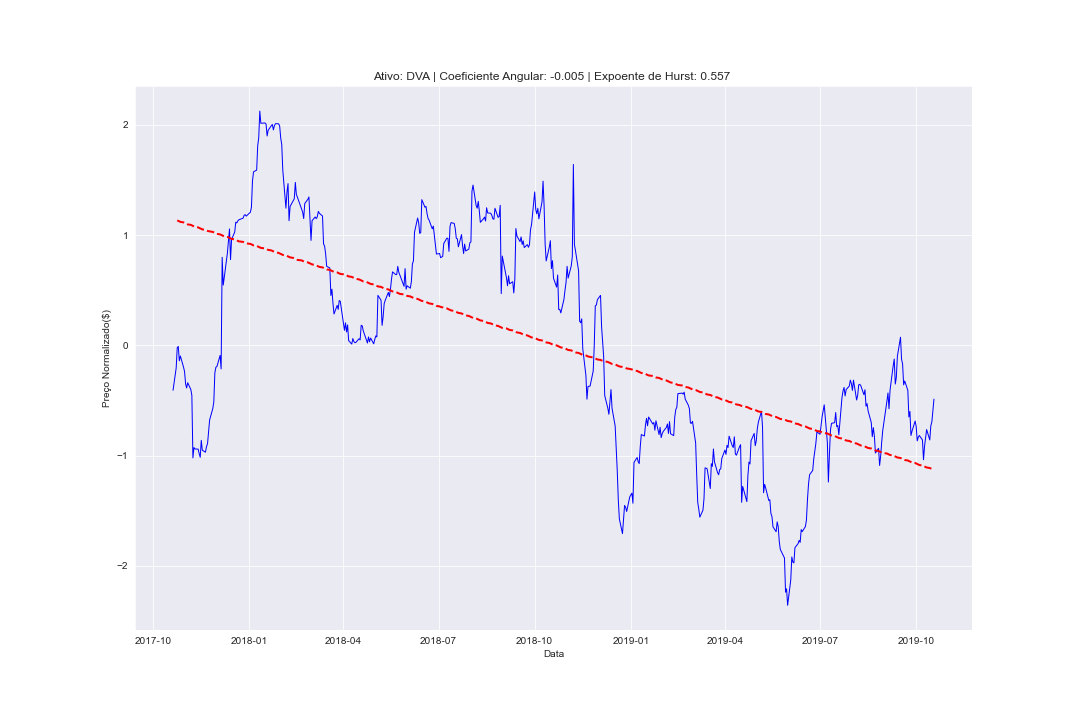 Ativo: DVA | Coeficiente Angular: -0.005 | Expoente de Hurst: 0.557
Preço Normalizado($)
2
1
0
−1
−2
2017-10 2018-01 2018-04 2018-07 2018-10 2019-01 2019-04 2019-07 2019-10
Data